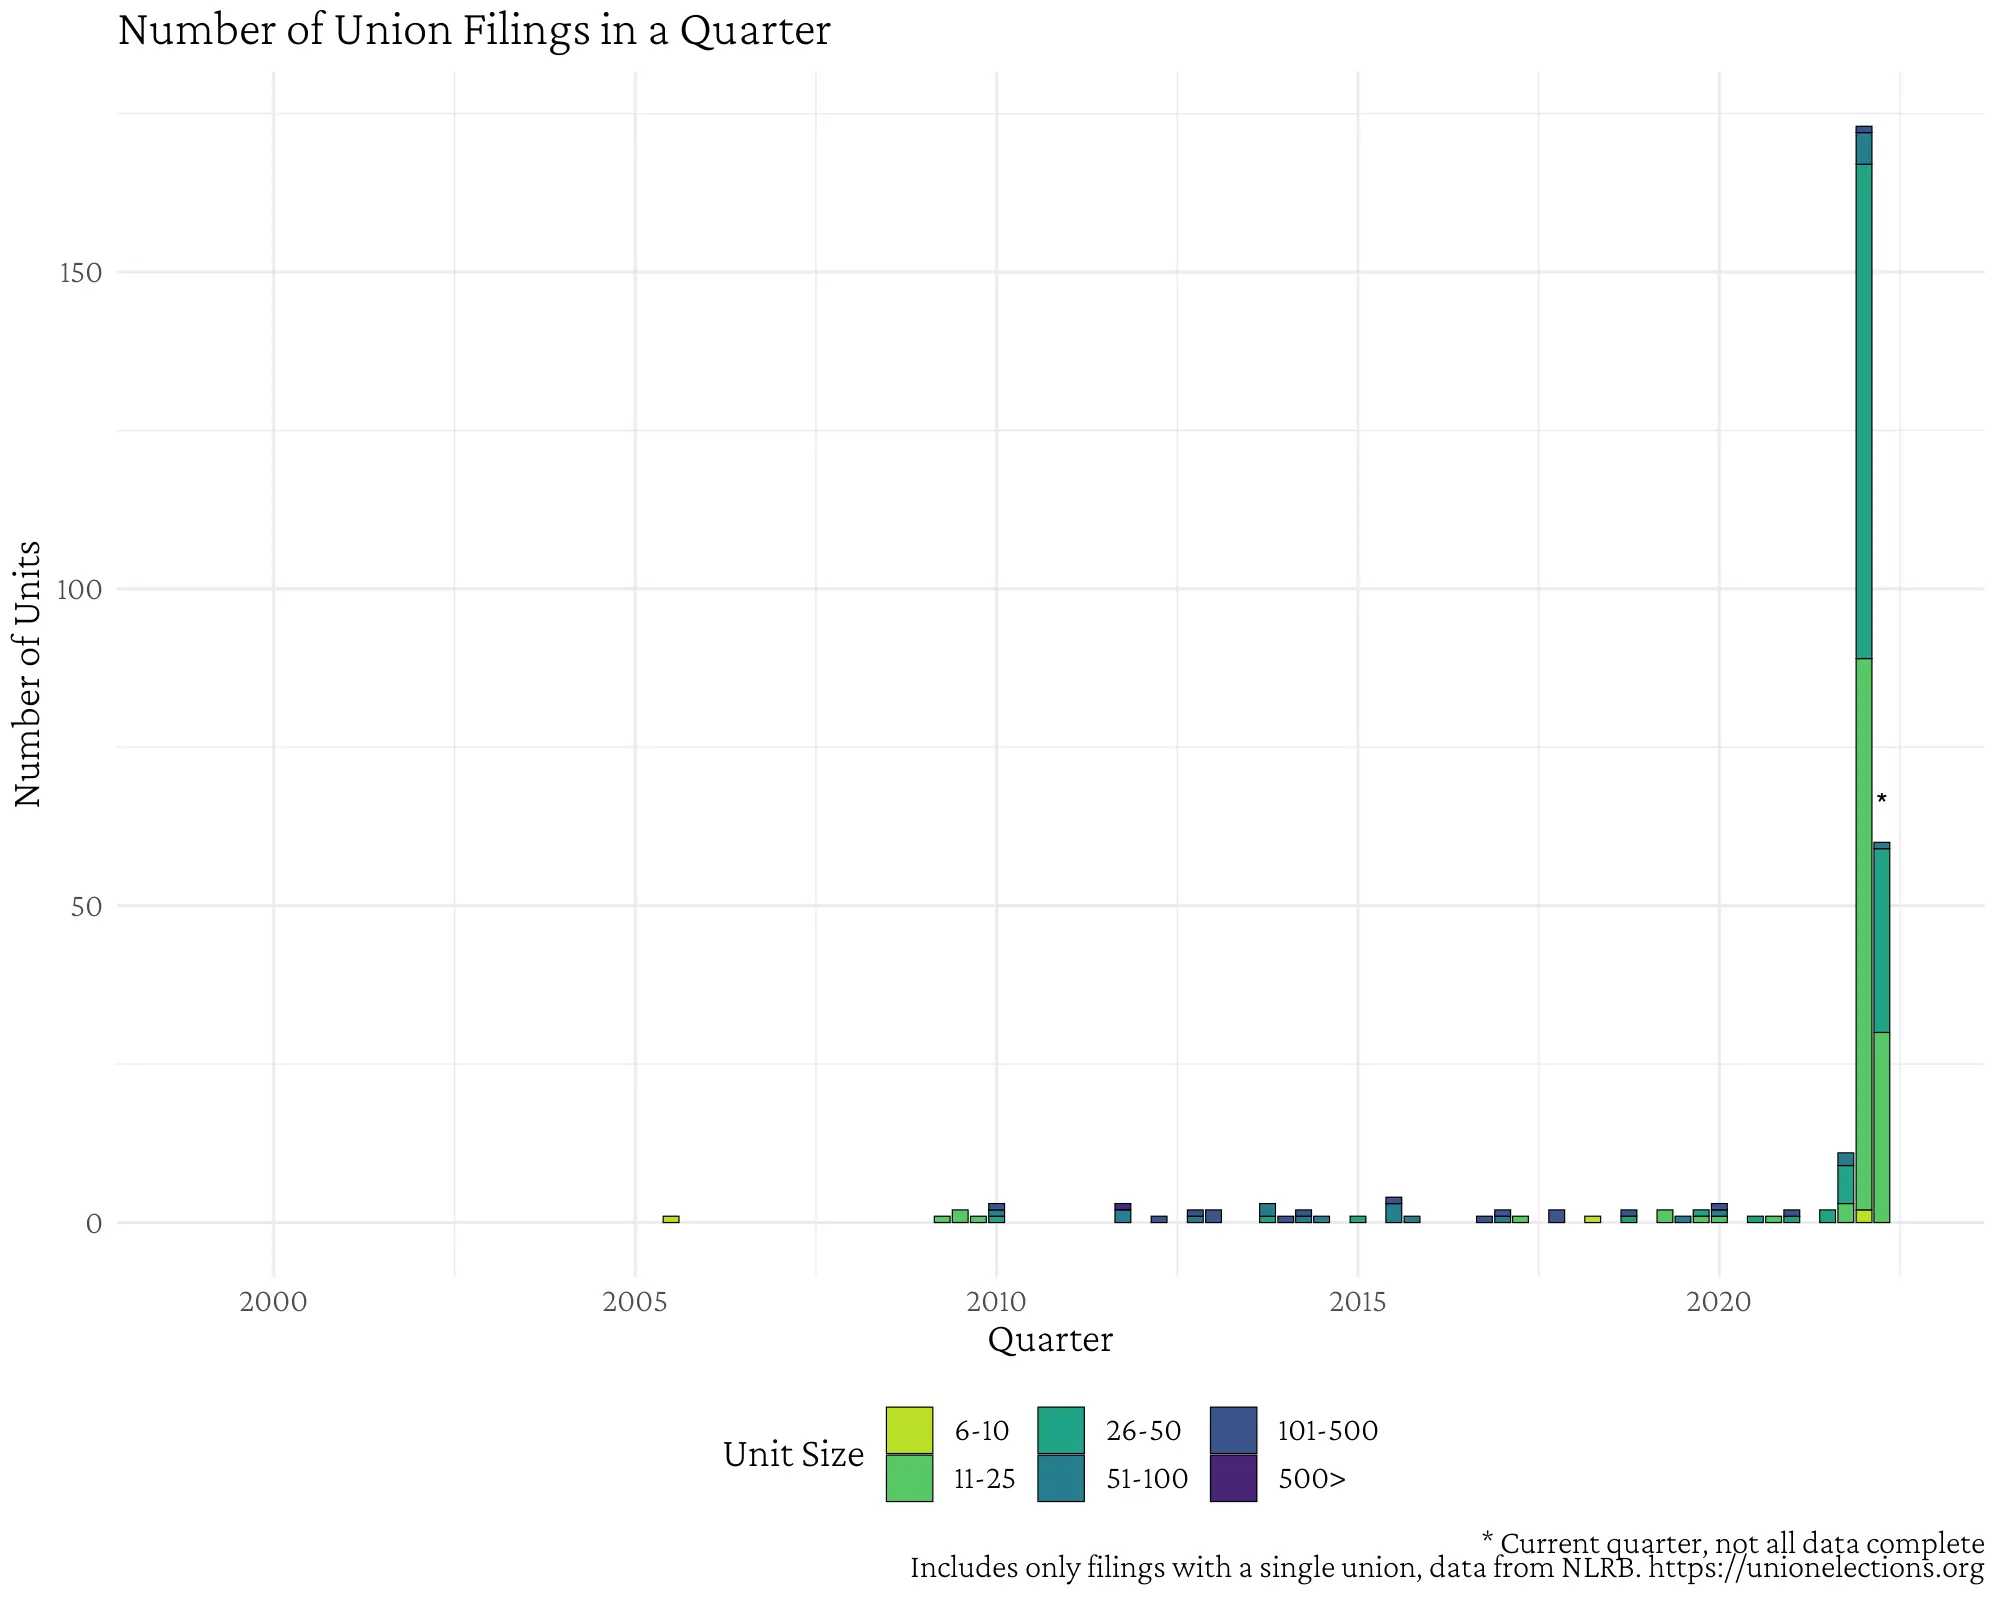 Number of Union Filings in a Quarter
Number of Units
150
100
50
0
*
2000 2005 2010 2015 2020
Quarter
Unit Size
6-10 26-50 101-500
11-25 51-100 500>
* Current quarter, not all data complete
Includes only filings with a single union, data from NLRB. https://unionelections.org